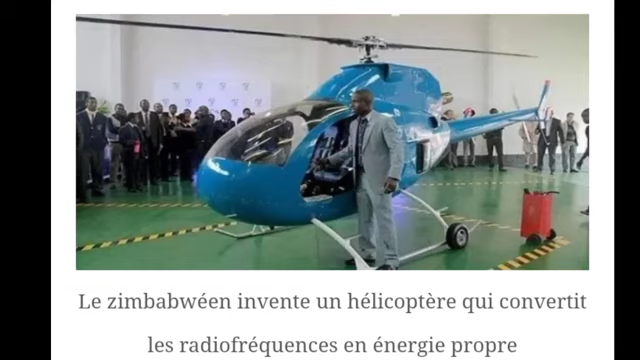 Le zimbabwéen invente un hélicoptère qui convertit
les radiofréquences en énergie propre